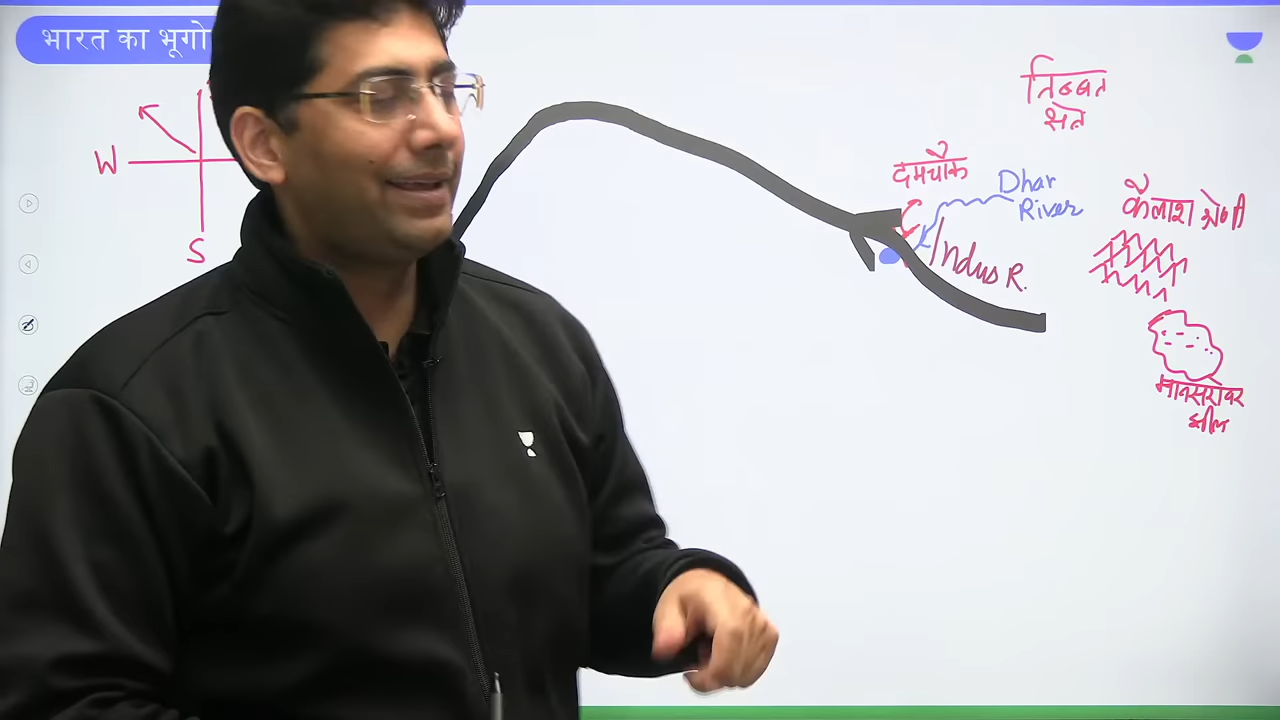 भारत का भूगो
W
S
तिब्बत
क्षेत्र
दमचौक
Dhar
River
Indus R.
कैलाश श्रेणी
मानसरोवर
झील